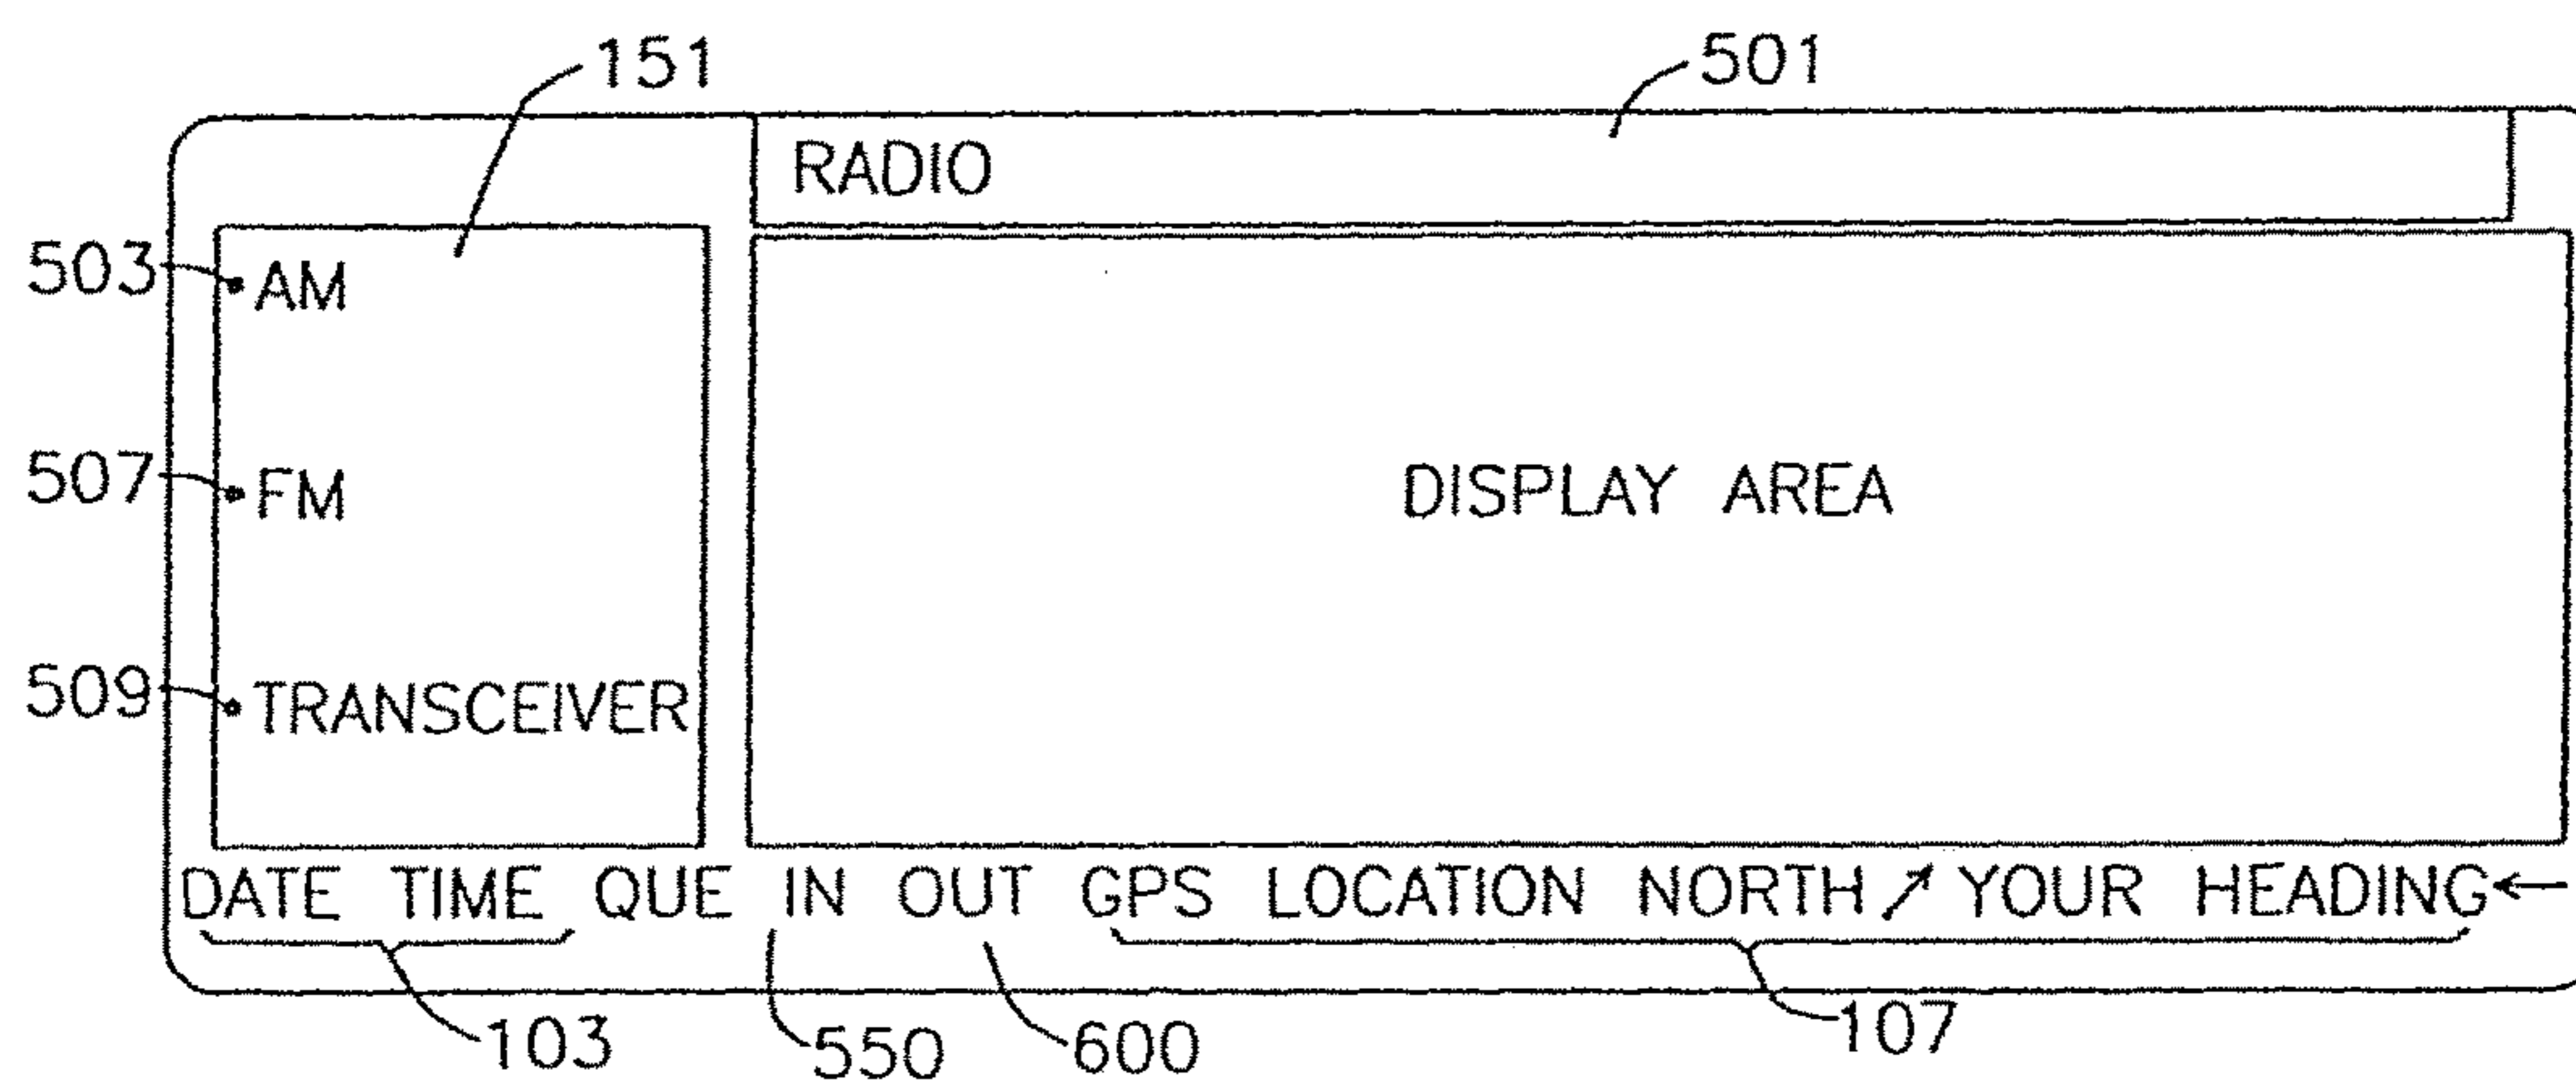 151
501
RADIO
503 AM
507 FM
DISPLAY AREA
509 TRANSCEIVER
DATE TIME QUE IN OUT GPS LOCATION NORTH ↗ YOUR HEADING ←
103 550 600 107